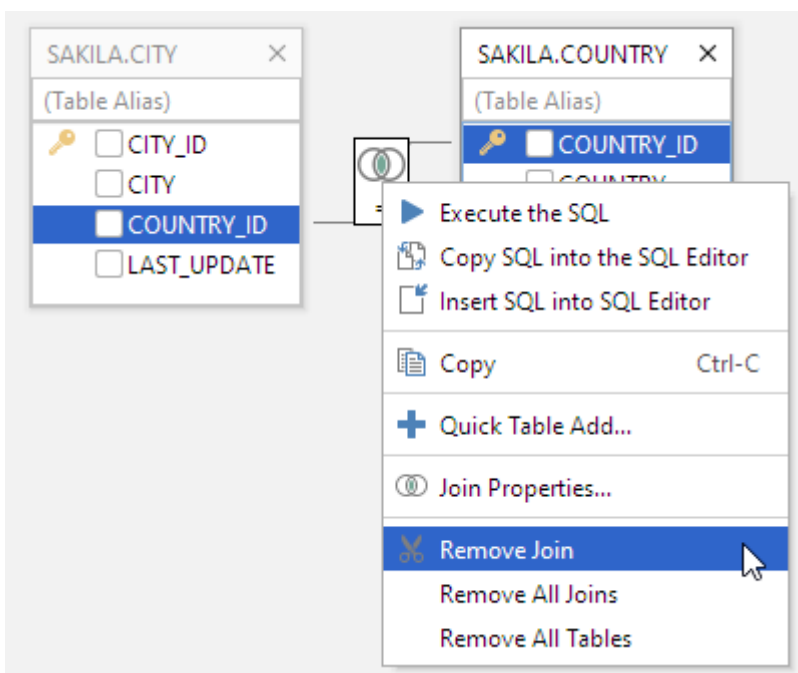 SAKILA.CITY
(Table Alias)
CITY_ID
CITY
COUNTRY_ID
LAST_UPDATE
SAKILA.COUNTRY
(Table Alias)
COUNTRY_ID
COUNTRY
=
Execute the SQL
Copy SQL into the SQL Editor
Insert SQL into SQL Editor
Copy Ctrl-C
Quick Table Add...
Join Properties...
Remove Join
Remove All Joins
Remove All Tables